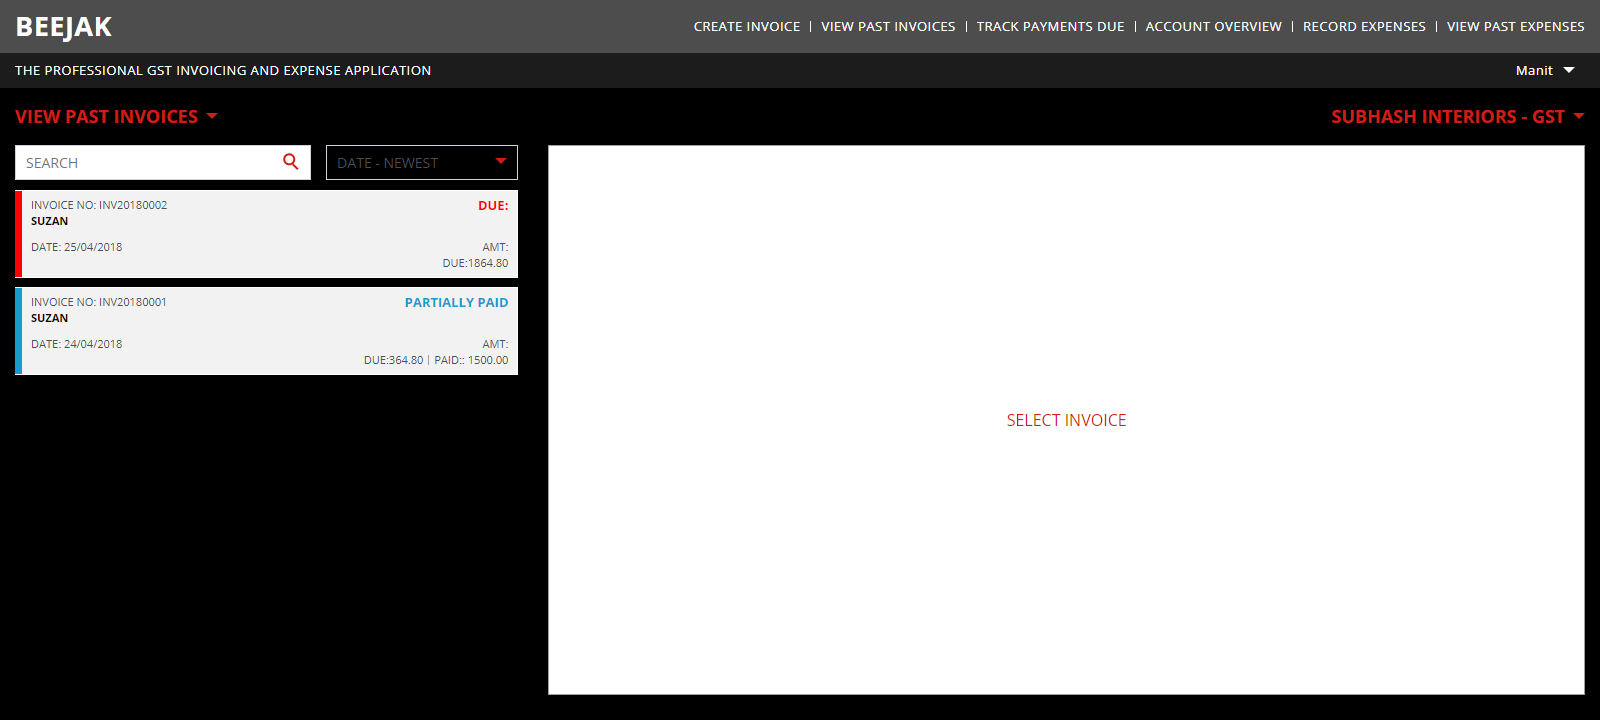 BEEJAK
CREATE INVOICE | VIEW PAST INVOICES | TRACK PAYMENTS DUE | ACCOUNT OVERVIEW | RECORD EXPENSES | VIEW PAST EXPENSES
THE PROFESSIONAL GST INVOICING AND EXPENSE APPLICATION
Manit
VIEW PAST INVOICES
SUBHASH INTERIORS - GST
SEARCH
DATE - NEWEST
INVOICE NO: INV20180002
DUE:
SUZAN
DATE: 25/04/2018
AMT:
DUE:1864.80
INVOICE NO: INV20180001
PARTIALLY PAID
SUZAN
DATE: 24/04/2018
AMT:
DUE:364.80 | PAID:: 1500.00
SELECT INVOICE